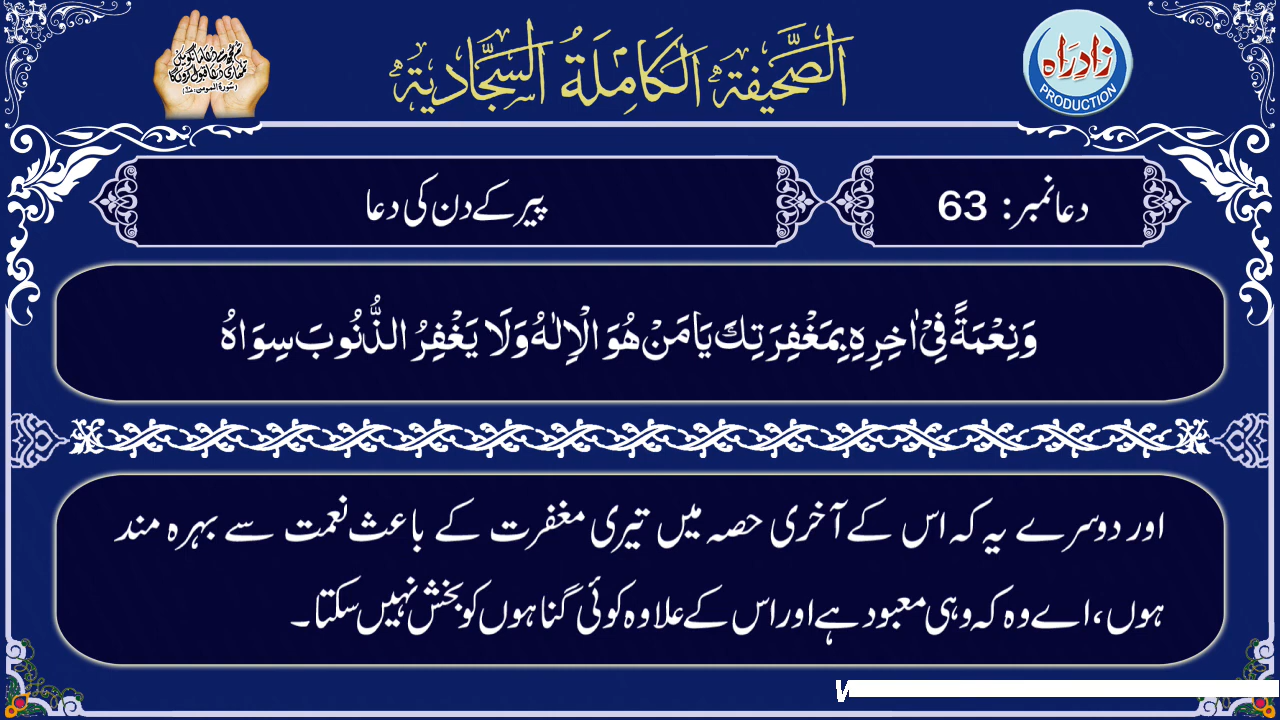 الصَّحِيفَةُ الْكَامِلَةُ السَّجَّادِيَّةُ
زادِراہ
PRODUCTION
دعا نمبر: 63
پیر کے دن کی دعا
وَنِعْمَةً فِیْۤ اٰخِرِهٖ بِمَغْفِرَتِكَ یَا مَنْ هُوَ الْاِلٰهُ وَلَا یَغْفِرُ الذُّنُوبَ سِوَاهُ
اور دوسرے یہ کہ اس کے آخری حصہ میں تیری مغفرت کے باعث نعمت سے بہرہ مند
ہوں، اے وہ کہ وہی معبود ہے اور اس کے علاوہ کوئی گناہوں کو بخش نہیں سکتا۔